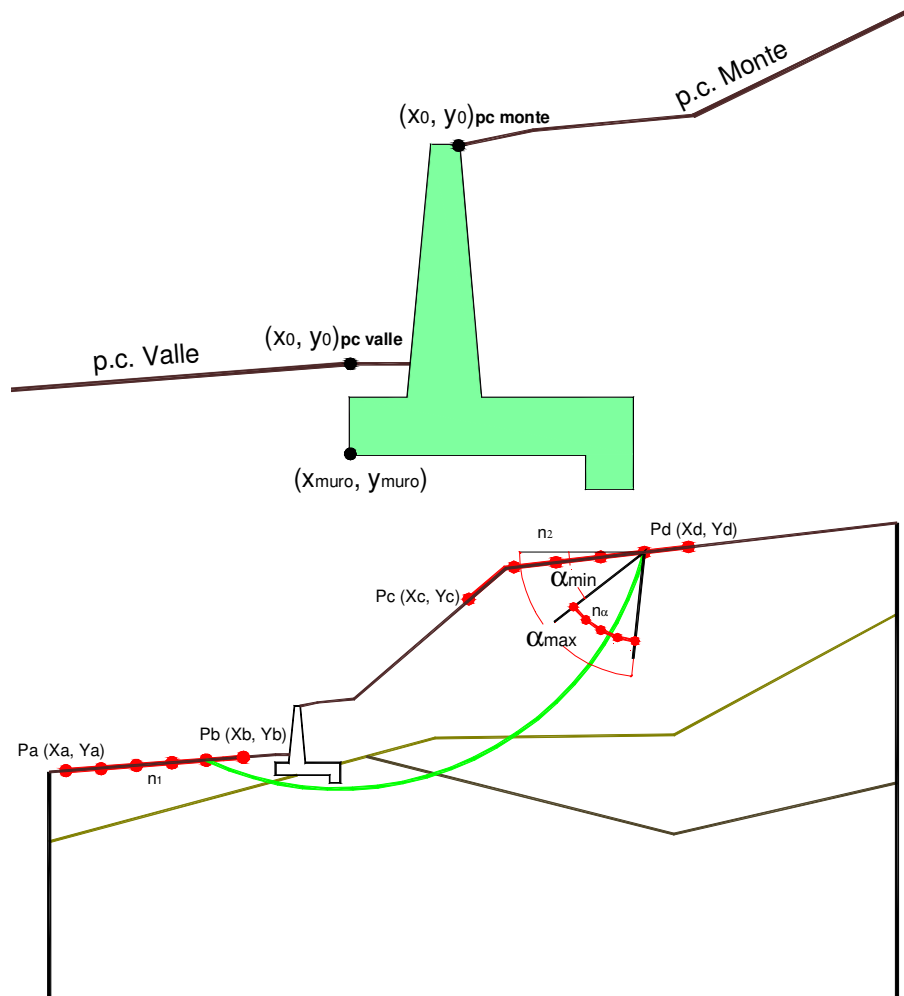 p.c. Monte
(x0, y0)pc monte
(x0, y0)pc valle
p.c. Valle
(xmuro, ymuro)
n2
Pd (Xd, Yd)
αmin
Pc (Xc, Yc)
nα
αmax
Pb (Xb, Yb)
Pa (Xa, Ya)
n1